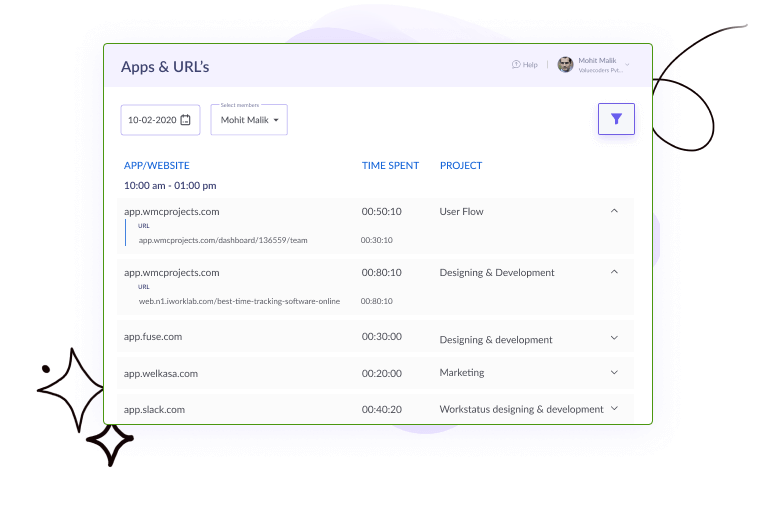 Apps & URL's
Help
Mohit Malik
Valuecoders Pvt...
10-02-2020
Select members
Mohit Malik
APP/WEBSITE TIME SPENT PROJECT
10:00 am - 01:00 pm
app.wmcprojects.com 00:50:10 User Flow
URL
app.wmcprojects.com/dashboard/136559/team 00:30:10
app.wmcprojects.com 00:80:10 Designing & Development
URL
web.n1.iworklab.com/best-time-tracking-software-online 00:80:10
app.fuse.com 00:30:00 Designing & development
app.welkasa.com 00:20:00 Marketing
app.slack.com 00:40:20 Workstatus designing & development